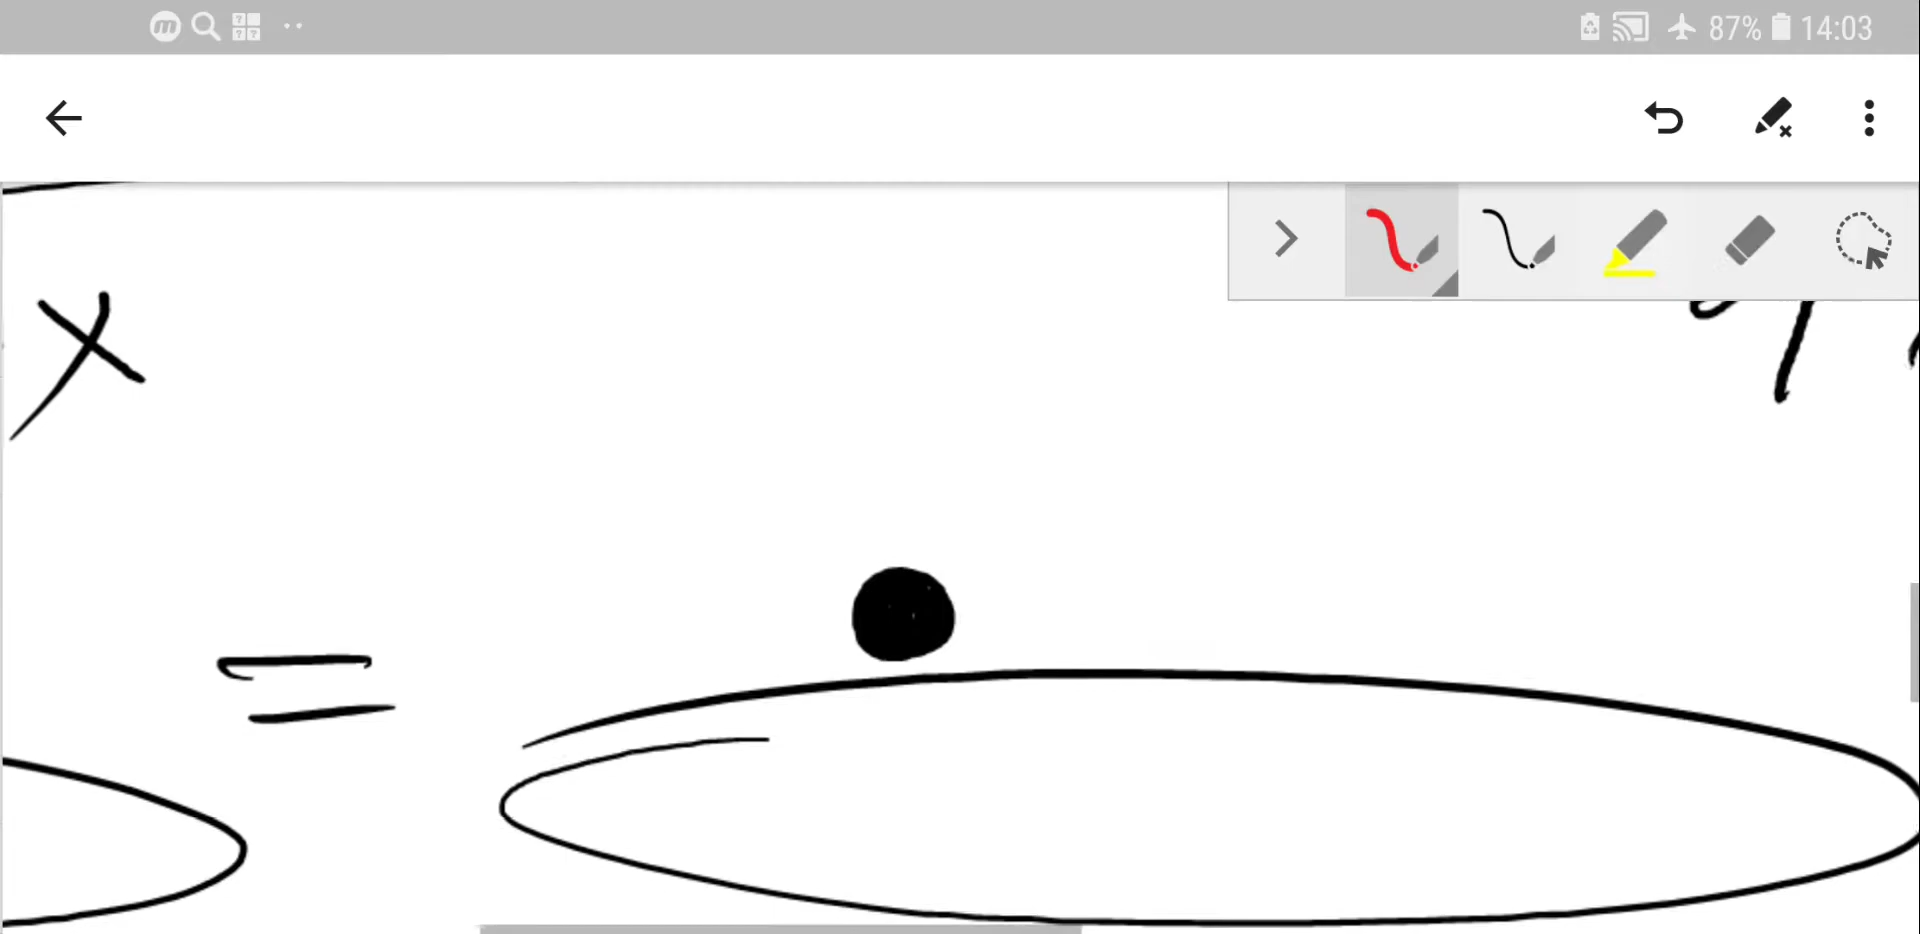 87% 14:03
x
=